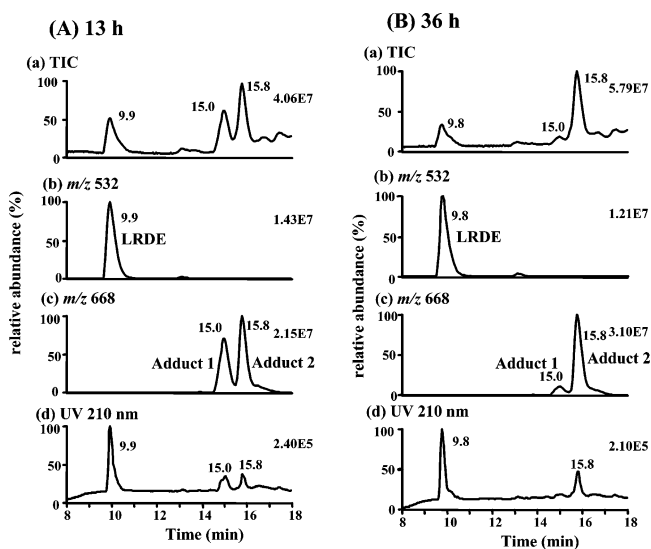 (A) 13 h
(a) TIC
100
50
0
9.9
15.0
15.8
4.06E7
(b) m/z 532
100
50
0
9.9
LRDE
1.43E7
(c) m/z 668
100
50
0
15.0
15.8
2.15E7
Adduct 1
Adduct 2
(d) UV 210 nm
100
50
0
9.9
15.0
15.8
2.40E5
8 10 12 14 16 18
Time (min)
relative abundance (%)
(B) 36 h
(a) TIC
100
50
0
9.8
15.0
15.8
5.79E7
(b) m/z 532
100
50
0
9.8
LRDE
1.21E7
(c) m/z 668
100
50
0
15.8
3.10E7
Adduct 1
15.0
Adduct 2
(d) UV 210 nm
100
50
0
9.8
15.8
2.10E5
8 10 12 14 16 18
Time (min)
relative abundance (%)